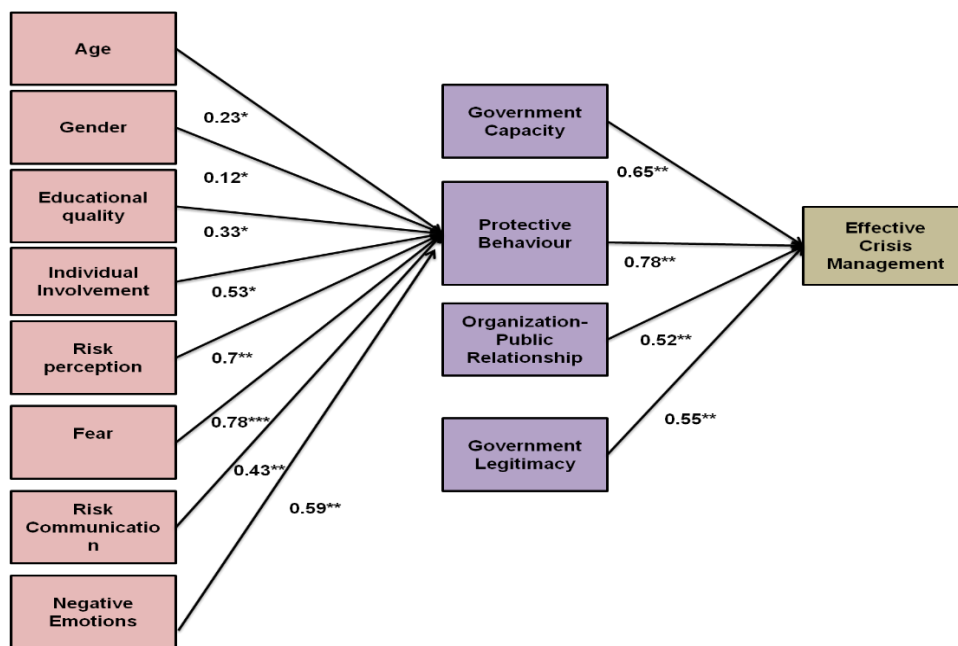 Age
Gender
Educational
quality
Individual
Involvement
Risk
perception
Fear
Risk
Communicatio
n
Negative
Emotions
0.23*
0.12*
0.33*
0.53*
0.7**
0.78***
0.43**
0.59**
Government
Capacity
Protective
Behaviour
Organization-
Public
Relationship
Government
Legitimacy
0.65**
0.78**
0.52**
0.55**
Effective
Crisis
Management